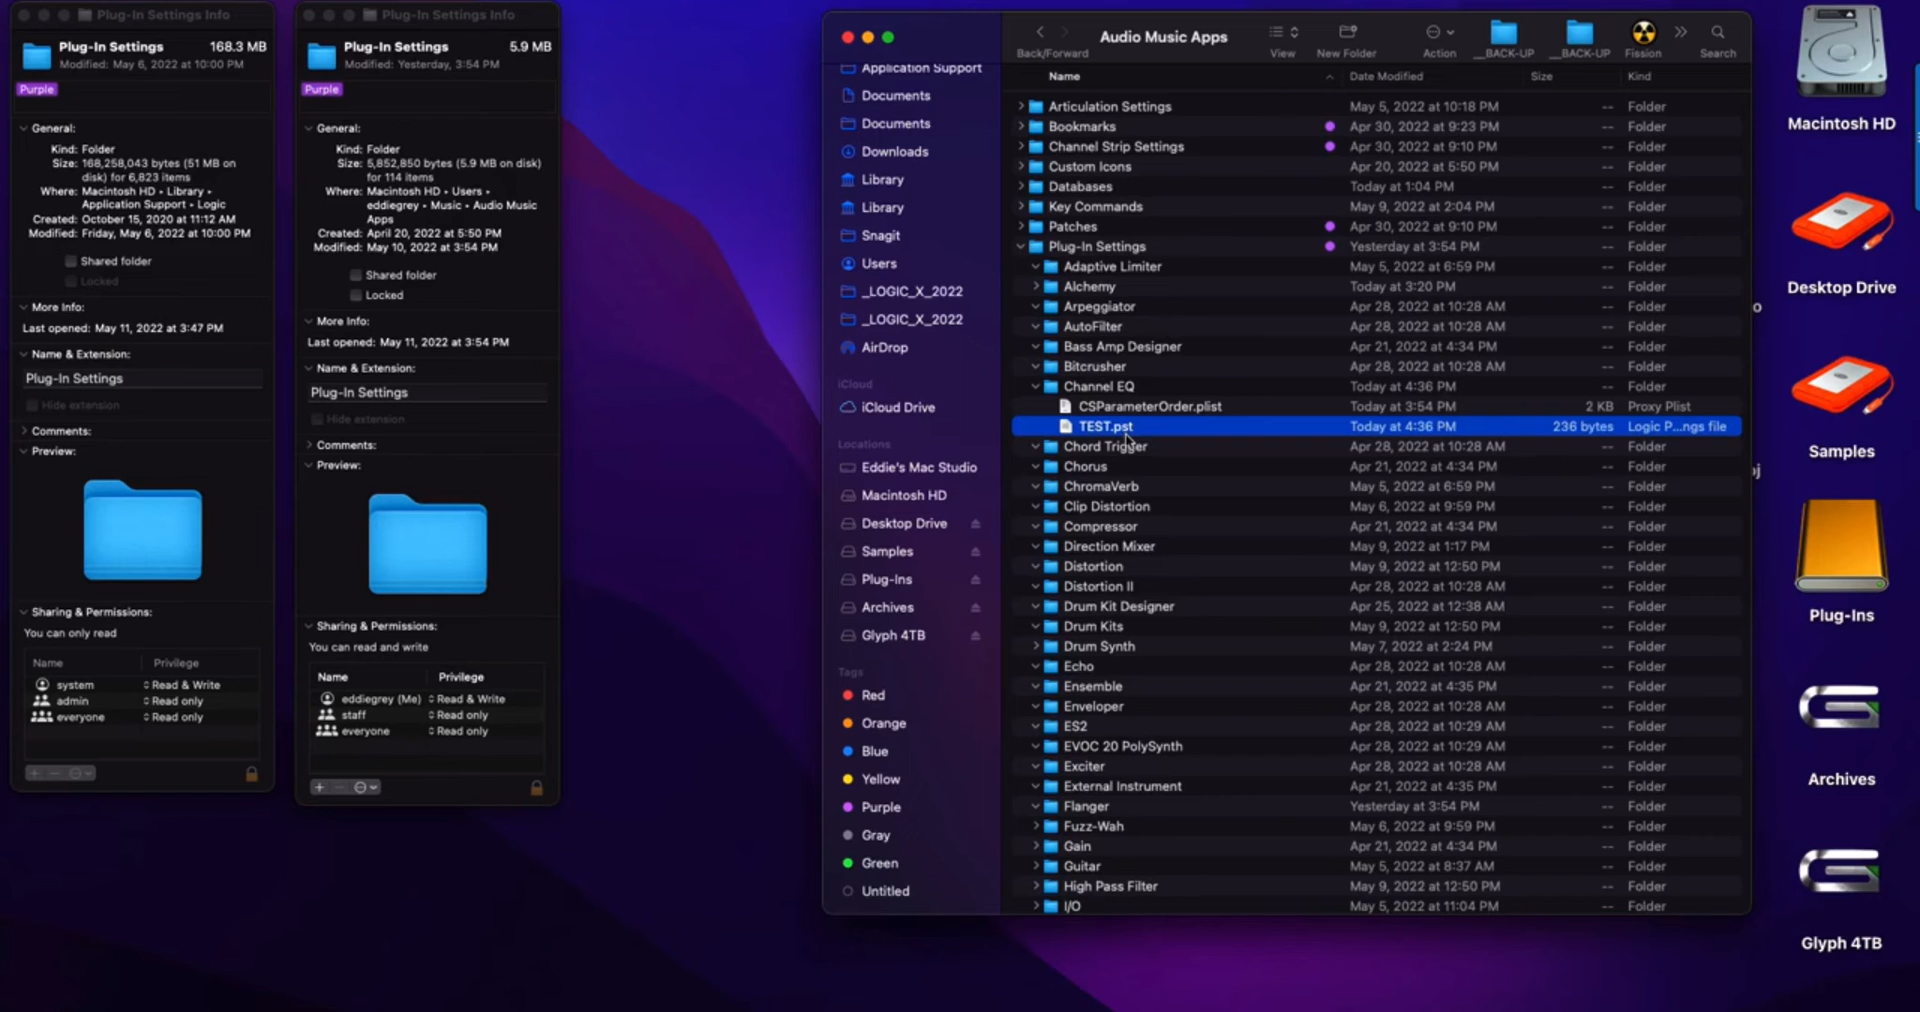 Plug-In Settings Info
Plug-In Settings 168.3 MB
Modified: May 6, 2022 at 10:00 PM
Purple
General:
Kind: Folder
Size: 168,258,043 bytes (51 MB on
disk) for 6,823 items
Where: Macintosh HD • Library •
Application Support • Logic
Created: October 15, 2020 at 11:12 AM
Modified: Friday, May 6, 2022 at 10:00 PM
Shared folder
Locked
More Info:
Last opened: May 11, 2022 at 3:47 PM
Name & Extension:
Plug-In Settings
Hide extension
Comments:
Preview:
Sharing & Permissions:
You can only read
Name Privilege
system Read & Write
admin Read only
everyone Read only
Plug-In Settings Info
Plug-In Settings 5.9 MB
Modified: Yesterday, 3:54 PM
Purple
General:
Kind: Folder
Size: 5,852,850 bytes (5.9 MB on disk)
for 114 items
Where: Macintosh HD • Users •
eddiegrey • Music • Audio Music
Apps
Created: April 20, 2022 at 5:50 PM
Modified: May 10, 2022 at 3:54 PM
Shared folder
Locked
More Info:
Last opened: May 11, 2022 at 3:54 PM
Name & Extension:
Plug-In Settings
Hide extension
Comments:
Preview:
Sharing & Permissions:
You can read and write
Name Privilege
eddiegrey (Me) Read & Write
staff Read only
everyone Read only
Audio Music Apps
Back/Forward View New Folder Action __BACK-UP __BACK-UP Fission Search
Application Support
Documents
Documents
Downloads
Library
Library
Snagit
Users
_LOGIC_X_2022
_LOGIC_X_2022
AirDrop
iCloud
iCloud Drive
Locations
Eddie's Mac Studio
Macintosh HD
Desktop Drive
Samples
Plug-Ins
Archives
Glyph 4TB
Tags
Red
Orange
Blue
Yellow
Purple
Gray
Green
Untitled
Name Date Modified Size Kind
Articulation Settings May 5, 2022 at 10:18 PM -- Folder
Bookmarks Apr 30, 2022 at 9:23 PM -- Folder
Channel Strip Settings Apr 30, 2022 at 9:10 PM -- Folder
Custom Icons Apr 20, 2022 at 5:50 PM -- Folder
Databases Today at 1:04 PM -- Folder
Key Commands May 9, 2022 at 2:04 PM -- Folder
Patches Apr 30, 2022 at 9:10 PM -- Folder
Plug-In Settings Yesterday at 3:54 PM -- Folder
Adaptive Limiter May 5, 2022 at 6:59 PM -- Folder
Alchemy Today at 3:20 PM -- Folder
Arpeggiator Apr 28, 2022 at 10:28 AM -- Folder
AutoFilter Apr 28, 2022 at 10:28 AM -- Folder
Bass Amp Designer Apr 21, 2022 at 4:34 PM -- Folder
Bitcrusher Apr 28, 2022 at 10:28 AM -- Folder
Channel EQ Today at 4:36 PM -- Folder
CSParameterOrder.plist Today at 3:54 PM 2 KB Proxy Plist
TEST.pst Today at 4:36 PM 236 bytes Logic P...ngs file
Chord Trigger Apr 28, 2022 at 10:28 AM -- Folder
Chorus Apr 21, 2022 at 4:34 PM -- Folder
ChromaVerb May 5, 2022 at 6:59 PM -- Folder
Clip Distortion May 6, 2022 at 9:59 PM -- Folder
Compressor Apr 21, 2022 at 4:34 PM -- Folder
Direction Mixer May 9, 2022 at 1:17 PM -- Folder
Distortion May 9, 2022 at 12:50 PM -- Folder
Distortion II Apr 28, 2022 at 10:28 AM -- Folder
Drum Kit Designer Apr 25, 2022 at 12:38 AM -- Folder
Drum Kits May 9, 2022 at 12:50 PM -- Folder
Drum Synth May 7, 2022 at 2:24 PM -- Folder
Echo Apr 28, 2022 at 10:28 AM -- Folder
Ensemble Apr 21, 2022 at 4:35 PM -- Folder
Enveloper Apr 28, 2022 at 10:28 AM -- Folder
ES2 Apr 28, 2022 at 10:29 AM -- Folder
EVOC 20 PolySynth Apr 28, 2022 at 10:29 AM -- Folder
Exciter Apr 28, 2022 at 10:28 AM -- Folder
External Instrument Apr 21, 2022 at 4:35 PM -- Folder
Flanger Yesterday at 3:54 PM -- Folder
Fuzz-Wah May 6, 2022 at 9:59 PM -- Folder
Gain Apr 21, 2022 at 4:34 PM -- Folder
Guitar May 5, 2022 at 8:37 AM -- Folder
High Pass Filter May 9, 2022 at 12:50 PM -- Folder
I/O May 5, 2022 at 11:04 PM -- Folder
Macintosh HD
Desktop Drive
Samples
Plug-Ins
Archives
Glyph 4TB